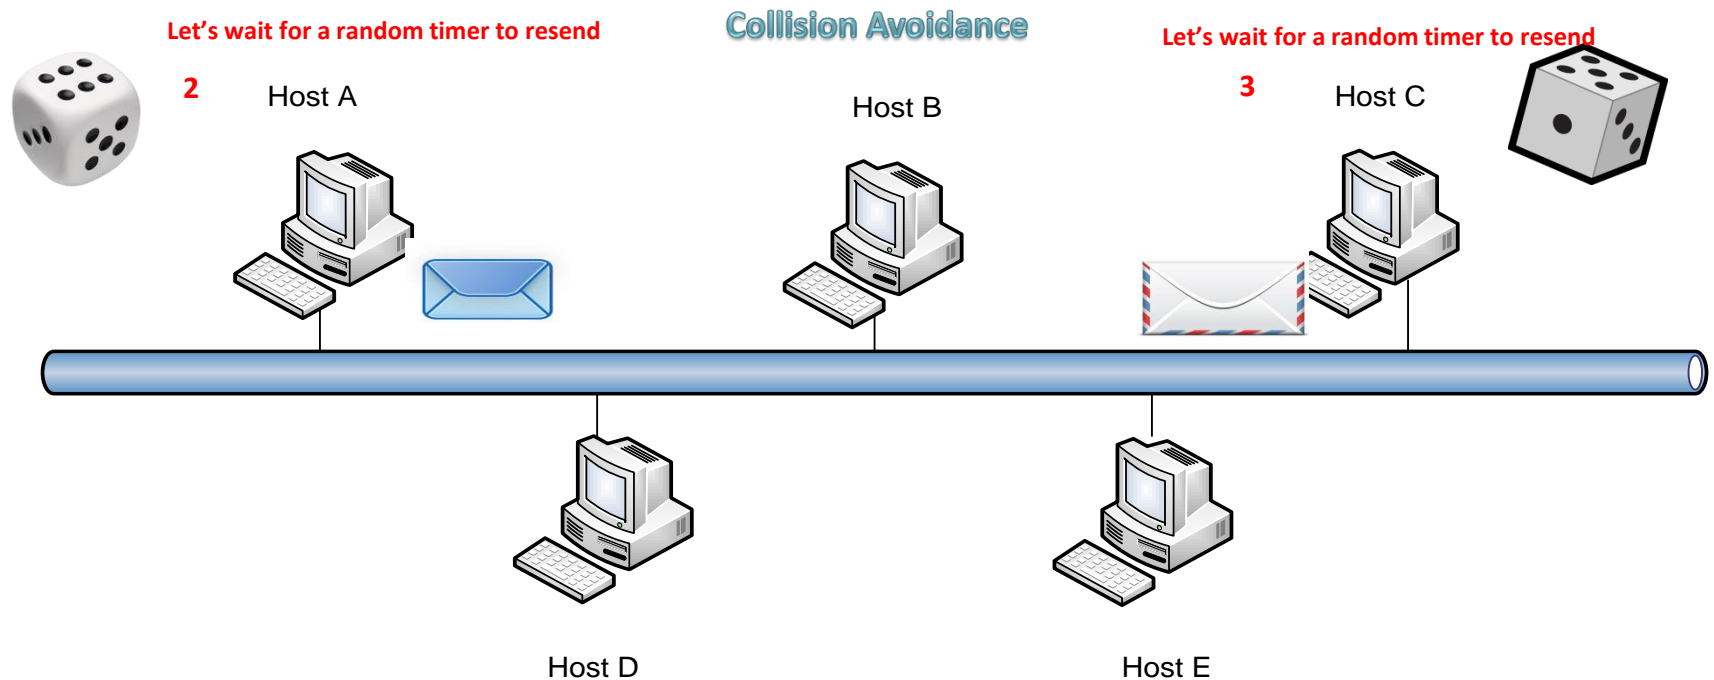 Collision Avoidance
Let's wait for a random timer to resend
Let's wait for a random timer to resend
2
Host A
Host B
3
Host C
Host D
Host E